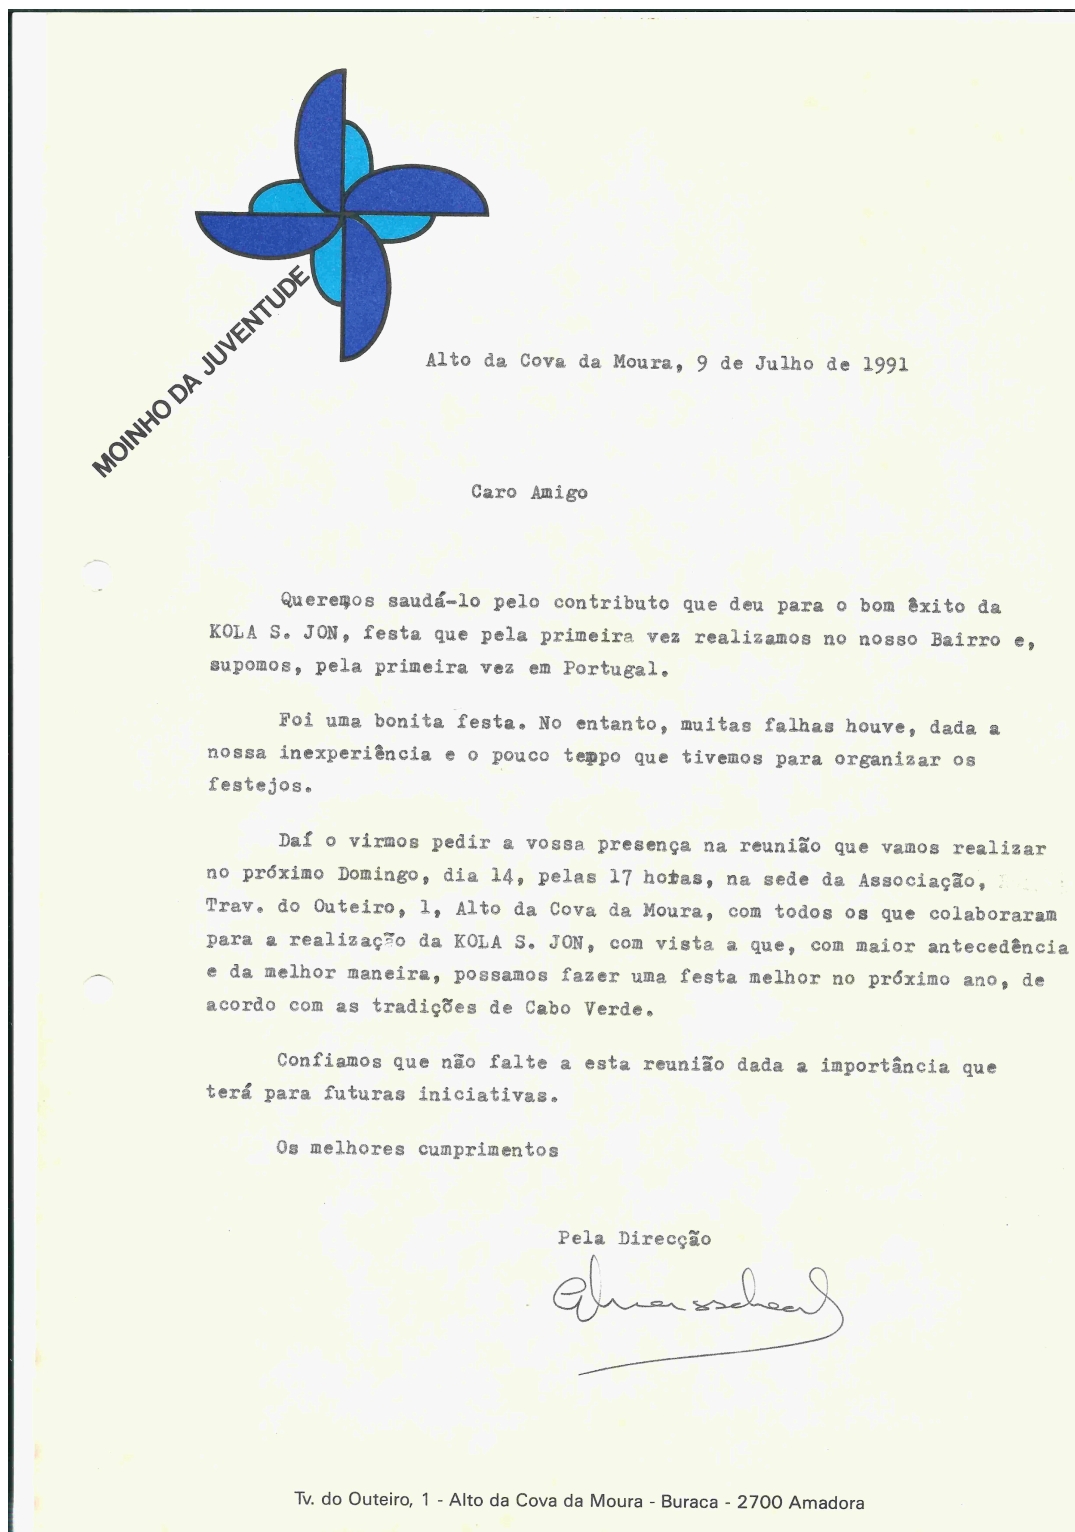 MOINHO DA JUVENTUDE
Alto da Cova da Moura, 9 de Julho de 1991
Caro Amigo
Queremos saudá-lo pelo contributo que deu para o bom êxito da
KOLA S. JON, festa que pela primeira vez realizamos no nosso Bairro e,
supomos, pela primeira vez em Portugal.
Foi uma bonita festa. No entanto, muitas falhas houve, dada a
nossa inexperiência e o pouco tempo que tivemos para organizar os
festejos.
Daí o virmos pedir a vossa presença na reunião que vamos realizar
no próximo Domingo, dia 14, pelas 17 horas, na sede da Associação,
Trav. do Outeiro, 1, Alto da Cova da Moura, com todos os que colaboraram
para a realização da KOLA S. JON, com vista a que, com maior antecedência
e da melhor maneira, possamos fazer uma festa melhor no próximo ano, de
acordo com as tradições de Cabo Verde.
Confiamos que não falte a esta reunião dada a importância que
terá para futuras iniciativas.
Os melhores cumprimentos
Pela Direcção
Tv. do Outeiro, 1 - Alto da Cova da Moura - Buraca - 2700 Amadora